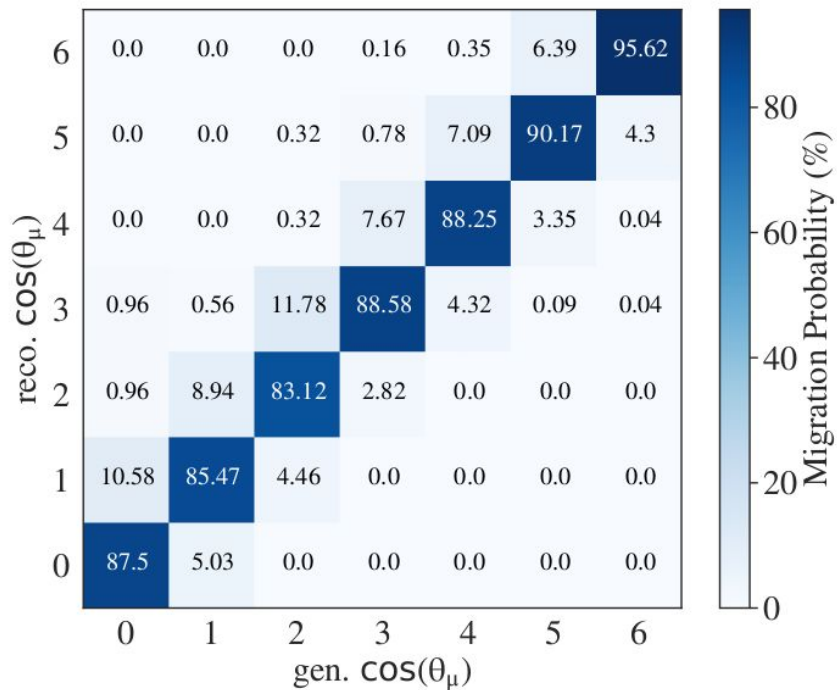 6 0.0 0.0 0.0 0.16 0.35 6.39 95.62
5 0.0 0.0 0.32 0.78 7.09 90.17 4.3
4 0.0 0.0 0.32 7.67 88.25 3.35 0.04
3 0.96 0.56 11.78 88.58 4.32 0.09 0.04
2 0.96 8.94 83.12 2.82 0.0 0.0 0.0
1 10.58 85.47 4.46 0.0 0.0 0.0 0.0
0 87.5 5.03 0.0 0.0 0.0 0.0 0.0
0 1 2 3 4 5 6
gen. cos(θμ)
reco. cos(θμ)
80
60
40
20
0
Migration Probability (%)